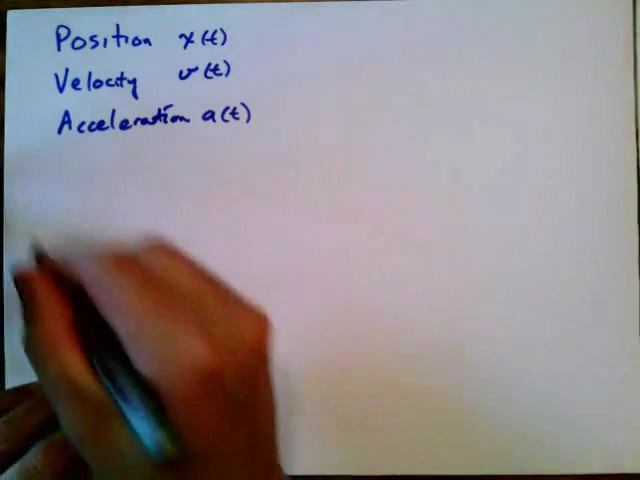 Position x(t)
Velocity v(t)
Acceleration a(t)